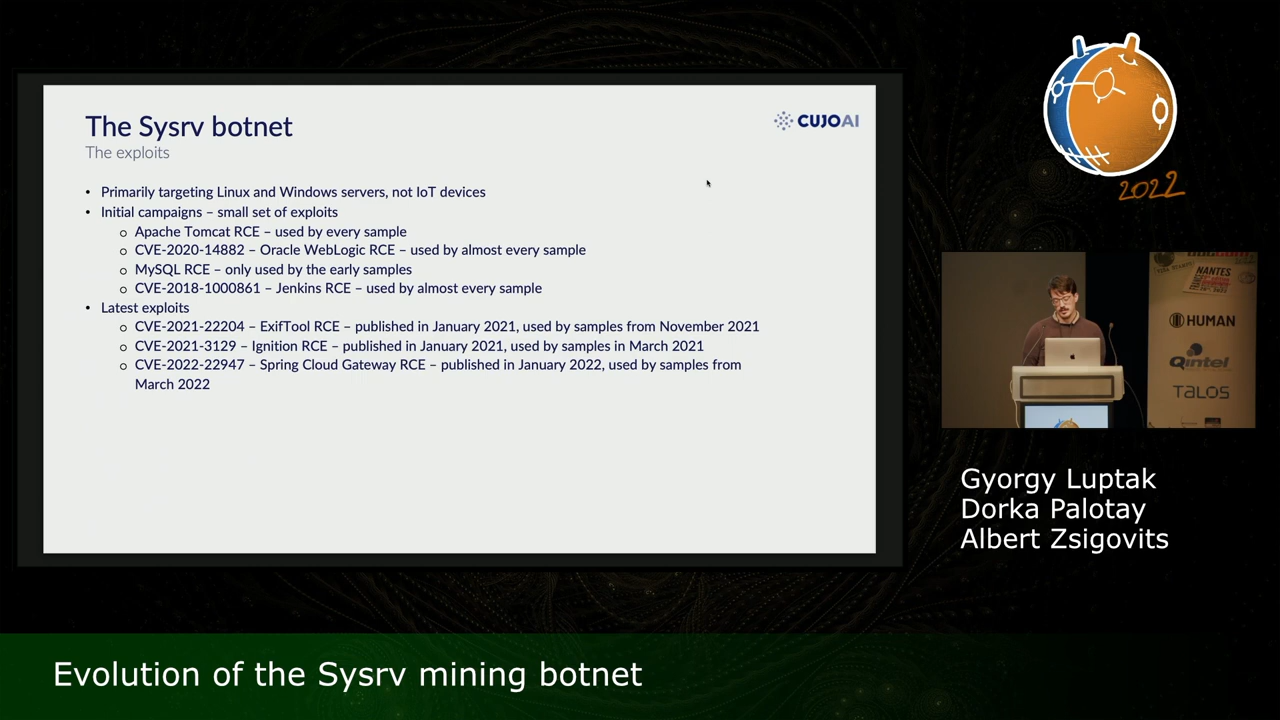 The Sysrv botnet
The exploits
CUJOAI
• Primarily targeting Linux and Windows servers, not IoT devices
• Initial campaigns – small set of exploits
o Apache Tomcat RCE – used by every sample
o CVE-2020-14882 – Oracle WebLogic RCE – used by almost every sample
o MySQL RCE – only used by the early samples
o CVE-2018-1000861 – Jenkins RCE – used by almost every sample
• Latest exploits
o CVE-2021-22204 – ExifTool RCE – published in January 2021, used by samples from November 2021
o CVE-2021-3129 – Ignition RCE – published in January 2021, used by samples in March 2021
o CVE-2022-22947 – Spring Cloud Gateway RCE – published in January 2022, used by samples from
March 2022
2022
NANTES
HUMAN
Qintel
TALOS
Gyorgy Luptak
Dorka Palotay
Albert Zsigovits
Evolution of the Sysrv mining botnet